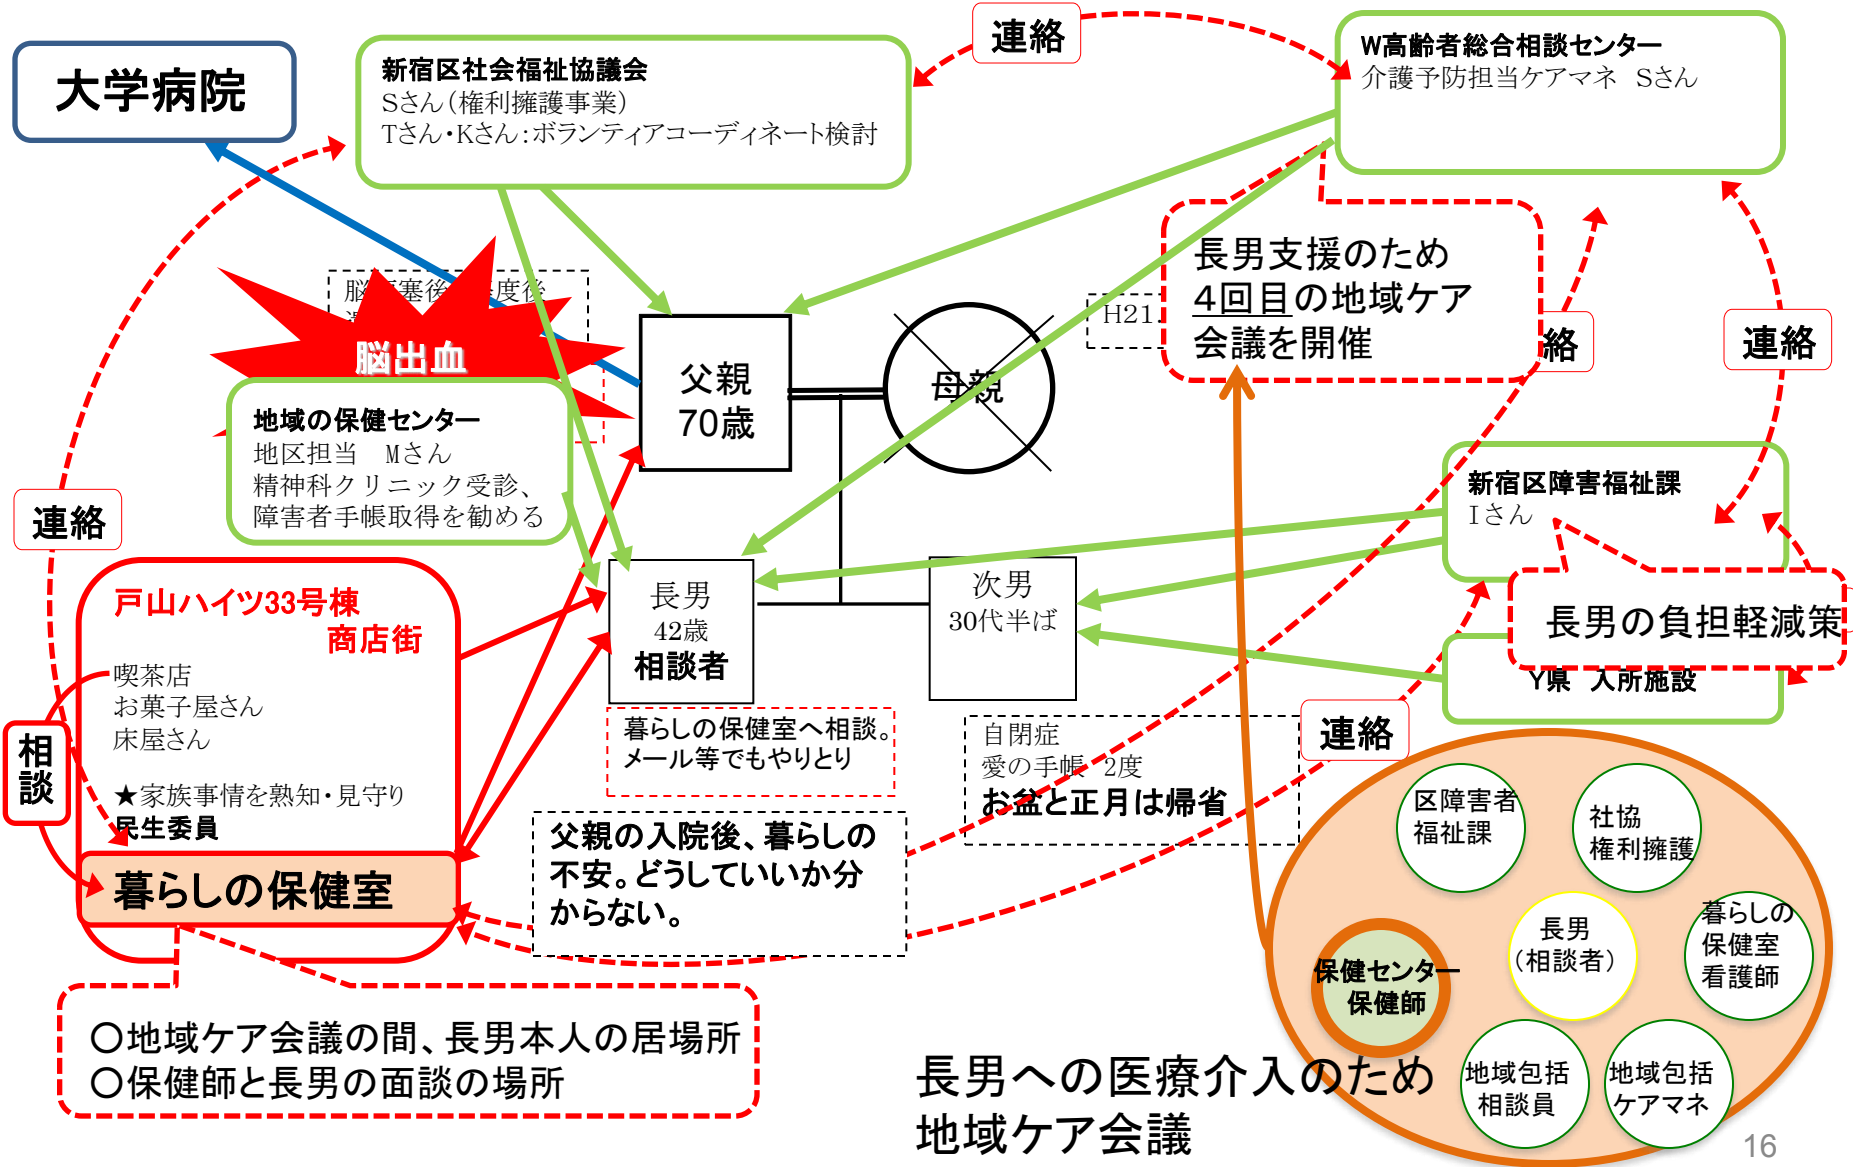 大学病院
新宿区社会福祉協議会
Sさん（権利擁護事業）
Tさん・Kさん：ボランティアコーディネート検討
連絡
W高齢者総合相談センター
介護予防担当ケアマネ　Sさん
長男支援のため
４回目の地域ケア
会議を開催
H21.
絡
連絡
脳出血
父親
70歳
母親
地域の保健センター
地区担当　Mさん
精神科クリニック受診、
障害者手帳取得を勧める
連絡
新宿区障害福祉課
Iさん
長男の負担軽減策
Y県　入所施設
戸山ハイツ33号棟
商店街
喫茶店
お菓子屋さん
床屋さん
★家族事情を熟知・見守り
民生委員
相談
暮らしの保健室
長男
42歳
相談者
次男
30代半ば
暮らしの保健室へ相談。
メール等でもやりとり
自閉症
愛の手帳　2度
お盆と正月は帰省
連絡
父親の入院後、暮らしの
不安。どうしていいか分
からない。
○地域ケア会議の間、長男本人の居場所
○保健師と長男の面談の場所
区障害者
福祉課
社協
権利擁護
長男
（相談者）
暮らしの
保健室
看護師
保健センター
保健師
地域包括
相談員
地域包括
ケアマネ
長男への医療介入のため
地域ケア会議
16